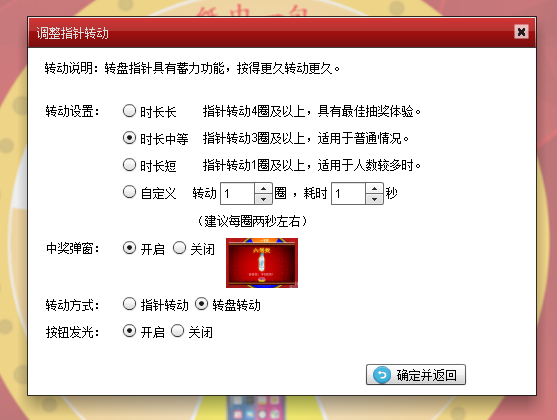 调整指针转动
转动说明：转盘指针具有蓄力功能，按得更久转动更久。
转动设置： 时长长 指针转动4圈及以上，具有最佳抽奖体验。
时长中等 指针转动3圈及以上，适用于普通情况。
时长短 指针转动1圈及以上，适用于人数较多时。
自定义 转动 1 圈 ，耗时 1 秒
（建议每圈两秒左右）
中奖弹窗： 开启 关闭
转动方式： 指针转动 转盘转动
按钮发光： 开启 关闭
确定并返回